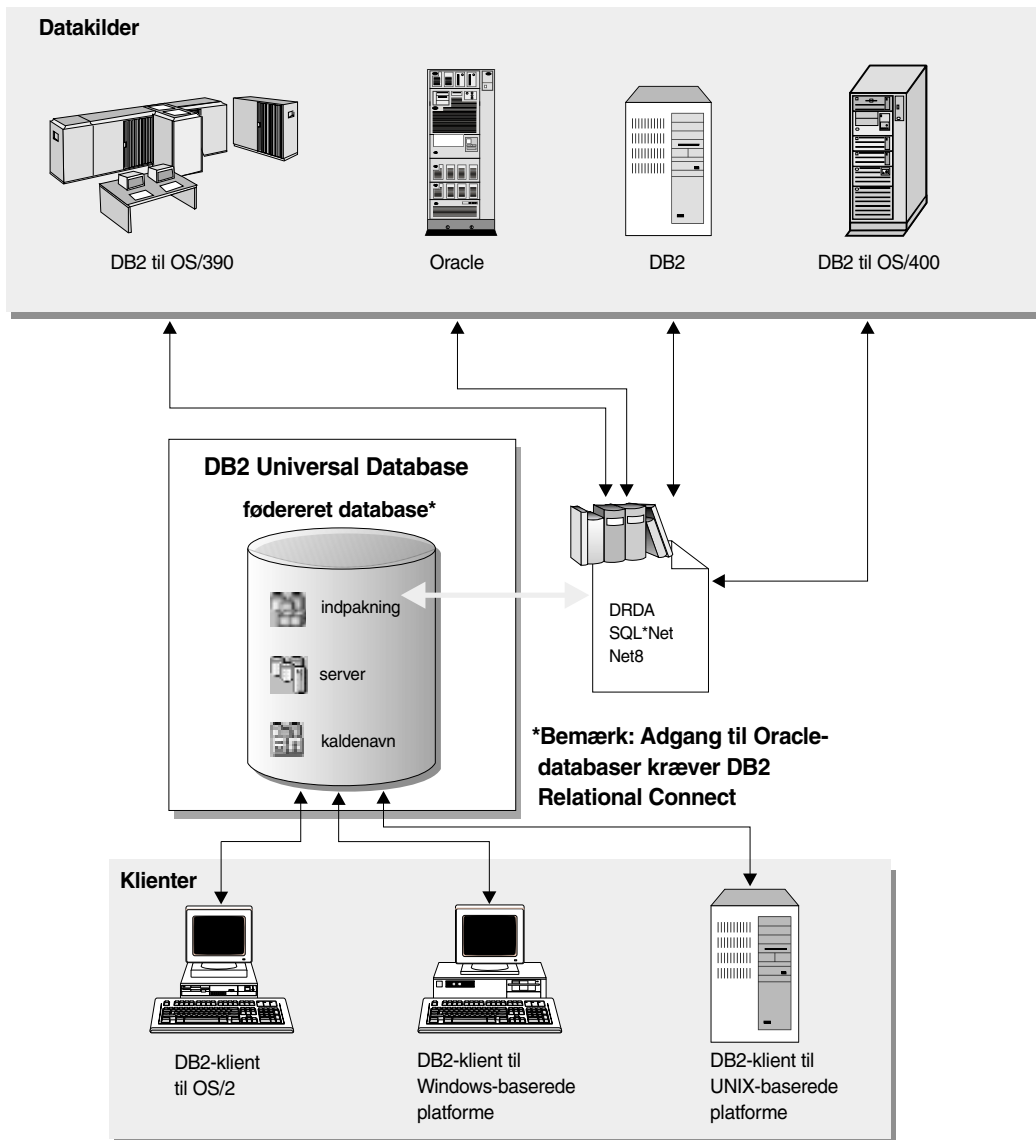 Datakilder
DB2 til OS/390
Oracle
DB2
DB2 til OS/400
DB2 Universal Database
fødereret database*
indpakning
server
kaldenavn
DRDA
SQL*Net
Net8
*Bemærk: Adgang til Oracle-
databaser kræver DB2
Relational Connect
Klienter
DB2-klient
til OS/2
DB2-klient til
Windows-baserede
platforme
DB2-klient til
UNIX-baserede
platforme